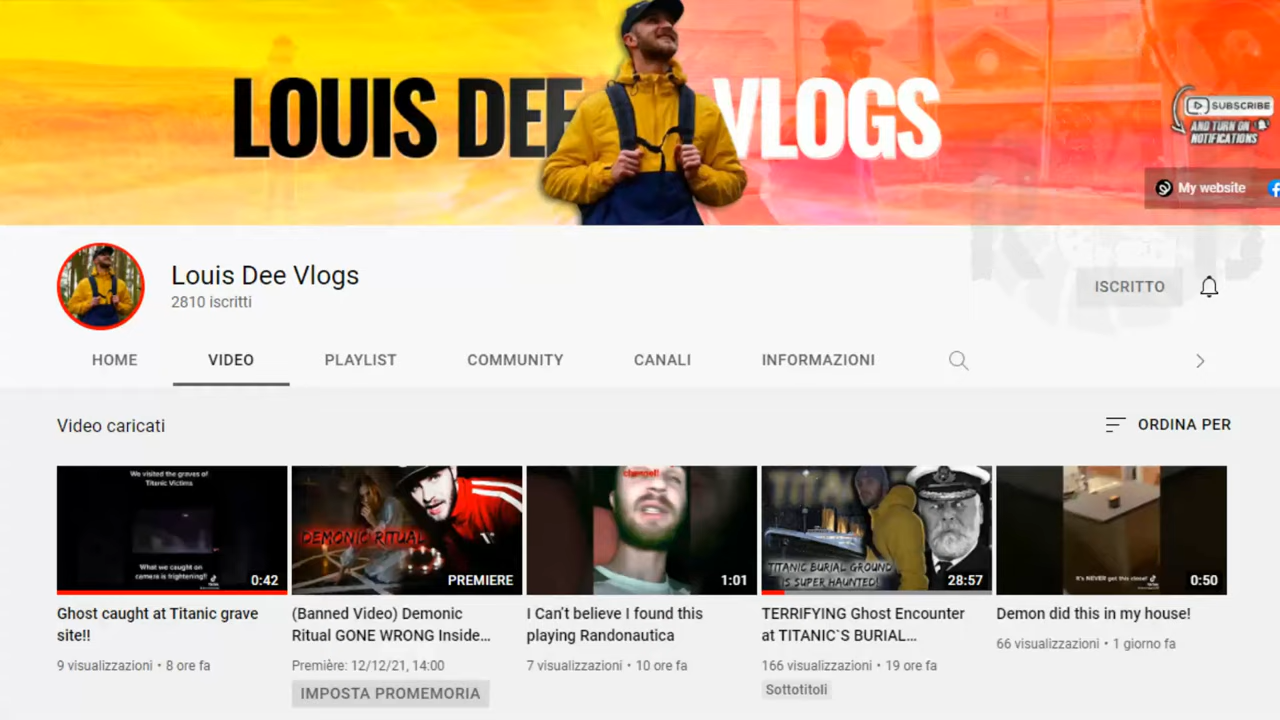 LOUIS DEE VLOGS
SUBSCRIBE
AND TURN ON
NOTIFICATIONS
My website
Louis Dee Vlogs
2810 iscritti
ISCRITTO
HOME
VIDEO
PLAYLIST
COMMUNITY
CANALI
INFORMAZIONI
Video caricati
ORDINA PER
We visited the graves of
Titanic Victims
What we caught on
camera is frightening!!
0:42
Ghost caught at Titanic grave
site!!
9 visualizzazioni • 8 ore fa
DEMONIC RITUAL
PREMIERE
(Banned Video) Demonic
Ritual GONE WRONG Inside...
Première: 12/12/21, 14:00
IMPOSTA PROMEMORIA
channel!
1:01
I Can't believe I found this
playing Randonautica
7 visualizzazioni • 10 ore fa
TITANIC BURIAL GROUND
IS SUPER HAUNTED!
28:57
TERRIFYING Ghost Encounter
at TITANIC`S BURIAL...
166 visualizzazioni • 19 ore fa
Sottotitoli
It's NEVER got this close!
0:50
Demon did this in my house!
66 visualizzazioni • 1 giorno fa